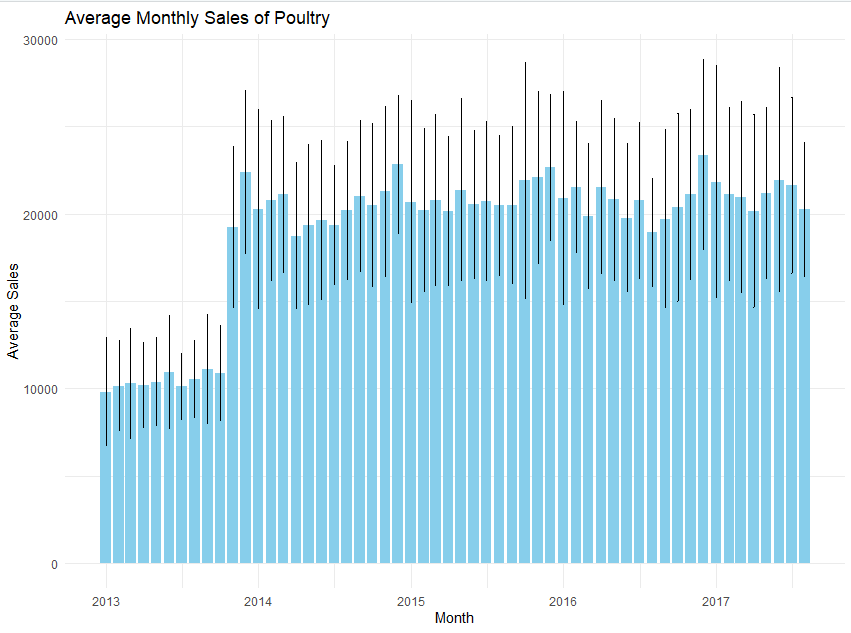 Average Monthly Sales of Poultry
30000
20000
10000
0
Average Sales
2013 2014 2015 2016 2017
Month